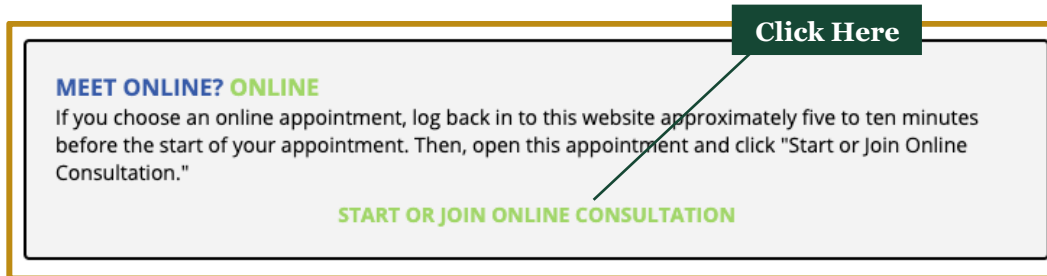 Click Here
MEET ONLINE? ONLINE
If you choose an online appointment, log back in to this website approximately five to ten minutes
before the start of your appointment. Then, open this appointment and click "Start or Join Online
Consultation."
START OR JOIN ONLINE CONSULTATION